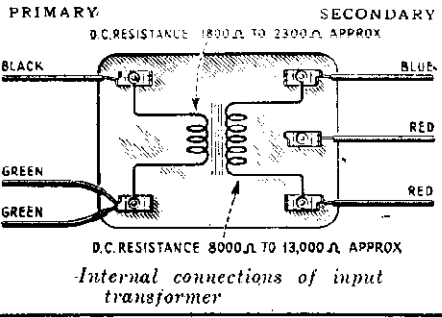 PRIMARY SECONDARY
D.C. RESISTANCE 1800Ω TO 2300Ω APPROX
BLACK BLUE
RED
GREEN RED
GREEN
D.C. RESISTANCE 8000Ω TO 13,000Ω APPROX
Internal connections of input
transformer